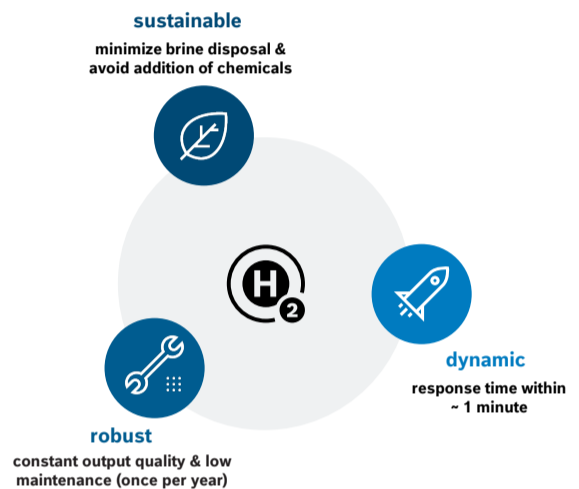 sustainable
minimize brine disposal &
avoid addition of chemicals
H
2
dynamic
response time within
~ 1 minute
robust
constant output quality & low
maintenance (once per year)